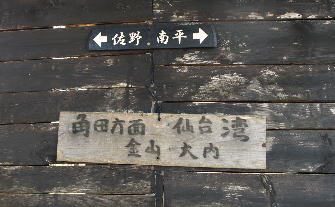 ←佐野・南平→
角田方面 仙台湾
金山 大内